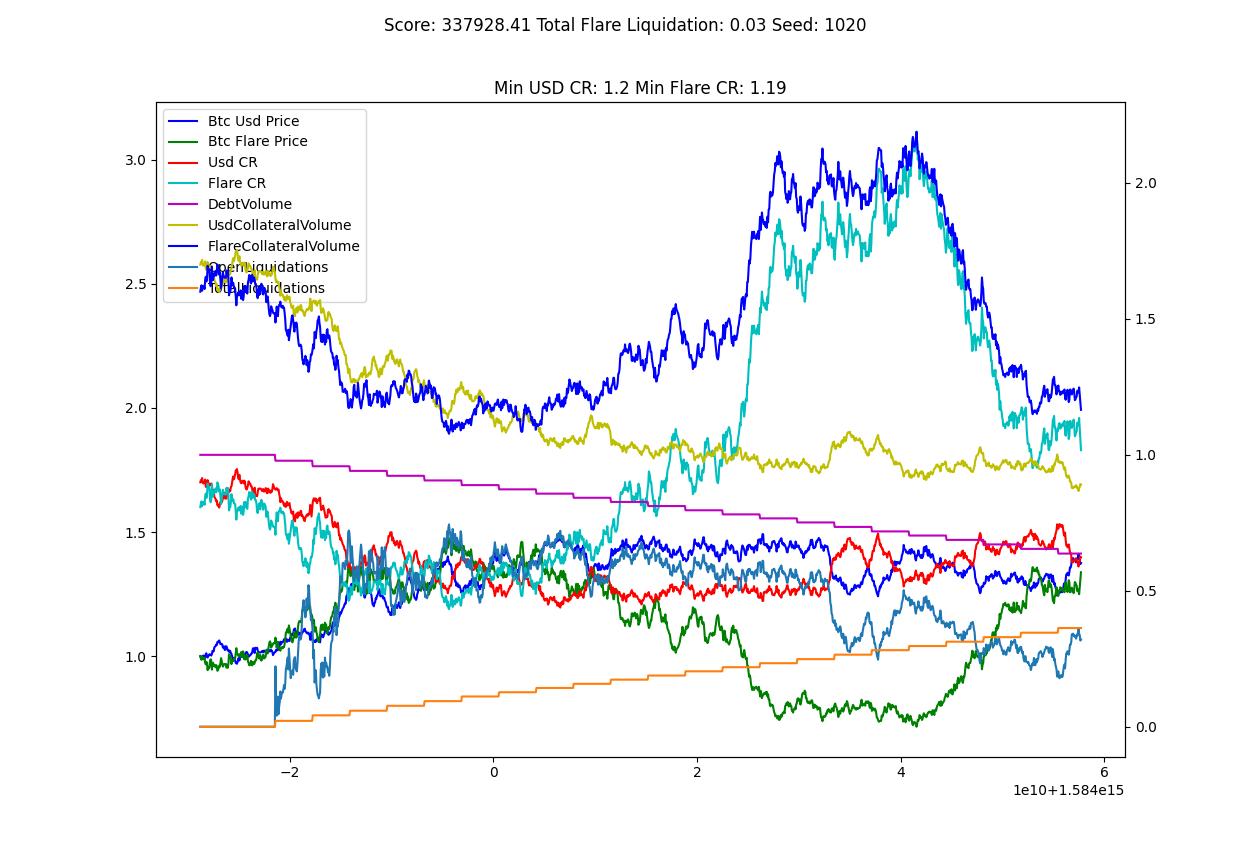 Score: 337928.41 Total Flare Liquidation: 0.03 Seed: 1020
Min USD CR: 1.2 Min Flare CR: 1.19
Btc Usd Price
Btc Flare Price
Usd CR
Flare CR
DebtVolume
UsdCollateralVolume
FlareCollateralVolume
OpenLiquidations
TotalLiquidations
3.0
2.5
2.0
1.5
1.0
2.0
1.5
1.0
0.5
0.0
−2
0
2
4
6
1e10+1.584e15